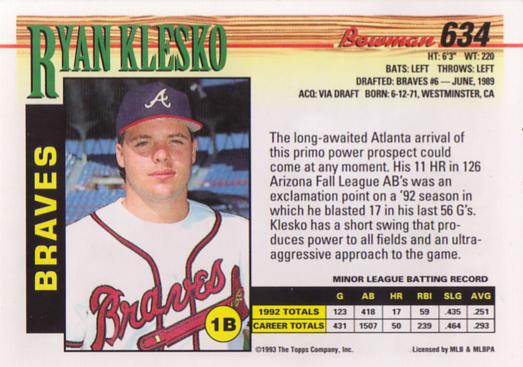 RYAN KLESKO
Bowman 634
HT: 6'3" WT: 220
BATS: LEFT THROWS: LEFT
DRAFTED: BRAVES #6 — JUNE, 1989
ACQ: VIA DRAFT BORN: 6-12-71, WESTMINSTER, CA
BRAVES
A
Braves
1B
The long-awaited Atlanta arrival of
this primo power prospect could
come at any moment. His 11 HR in 126
Arizona Fall League AB's was an
exclamation point on a '92 season in
which he blasted 17 in his last 56 G's.
Klesko has a short swing that pro-
duces power to all fields and an ultra-
aggressive approach to the game.
MINOR LEAGUE BATTING RECORD
G AB HR RBI SLG AVG
1992 TOTALS 123 418 17 59 .435 .251
CAREER TOTALS 431 1507 50 239 .464 .293
©1993 The Topps Company, Inc. Licensed by MLB & MLBPA